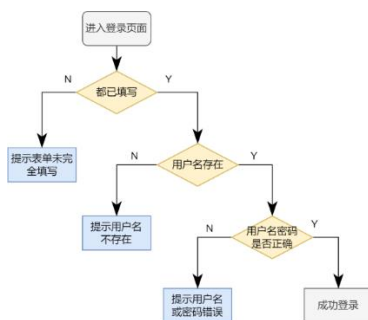 进入登录页面
N
Y
都已填写
提示表单未完
全填写
N
Y
用户名存在
提示用户名
不存在
N
Y
用户名密码
是否正确
提示用户名
或密码错误
成功登录